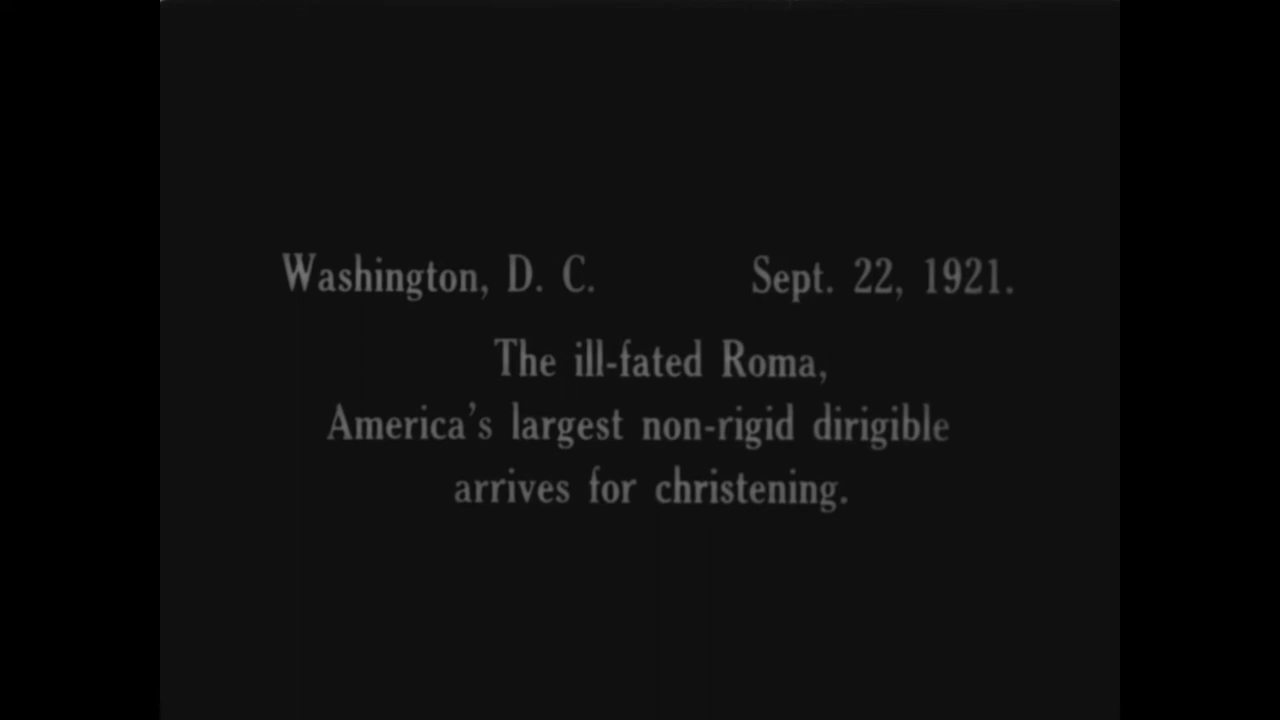 Washington, D. C. Sept. 22, 1921.
The ill-fated Roma,
America's largest non-rigid dirigible
arrives for christening.